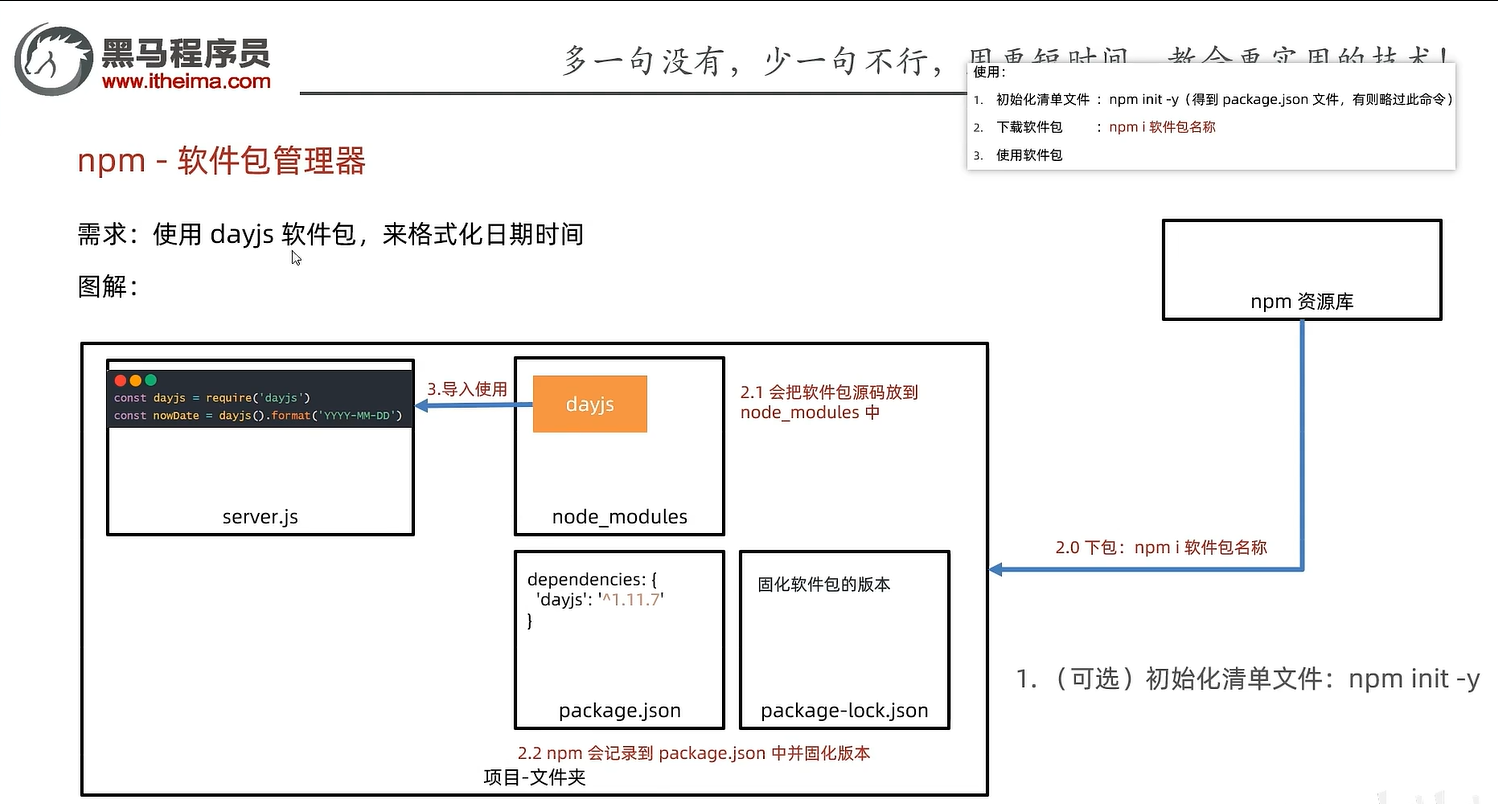 黑马程序员
www.itheima.com
多一句没有，少一句不行，用更短时间，教会更实用的技术！
使用：
1. 初始化清单文件 ：npm init -y（得到 package.json 文件，有则略过此命令）
2. 下载软件包 ：npm i 软件包名称
3. 使用软件包
npm - 软件包管理器
需求：使用 dayjs 软件包，来格式化日期时间
图解：
npm 资源库
const dayjs = require('dayjs')
const nowDate = dayjs().format('YYYY-MM-DD')
server.js
3.导入使用
dayjs
node_modules
2.1 会把软件包源码放到
node_modules 中
2.0 下包：npm i 软件包名称
dependencies: {
'dayjs': '^1.11.7'
}
package.json
固化软件包的版本
package-lock.json
1. （可选）初始化清单文件：npm init -y
2.2 npm 会记录到 package.json 中并固化版本
项目-文件夹